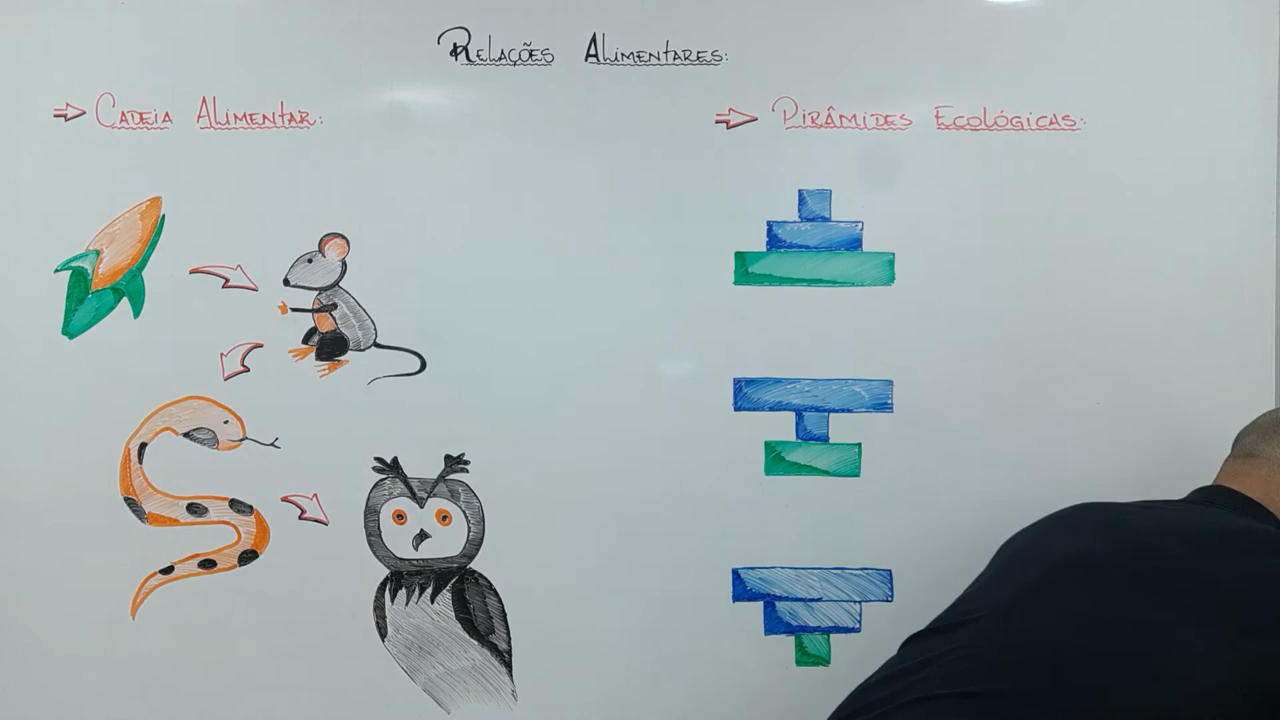 Relações Alimentares:
⇒ Cadeia Alimentar:
⇒ Pirâmides Ecológicas: